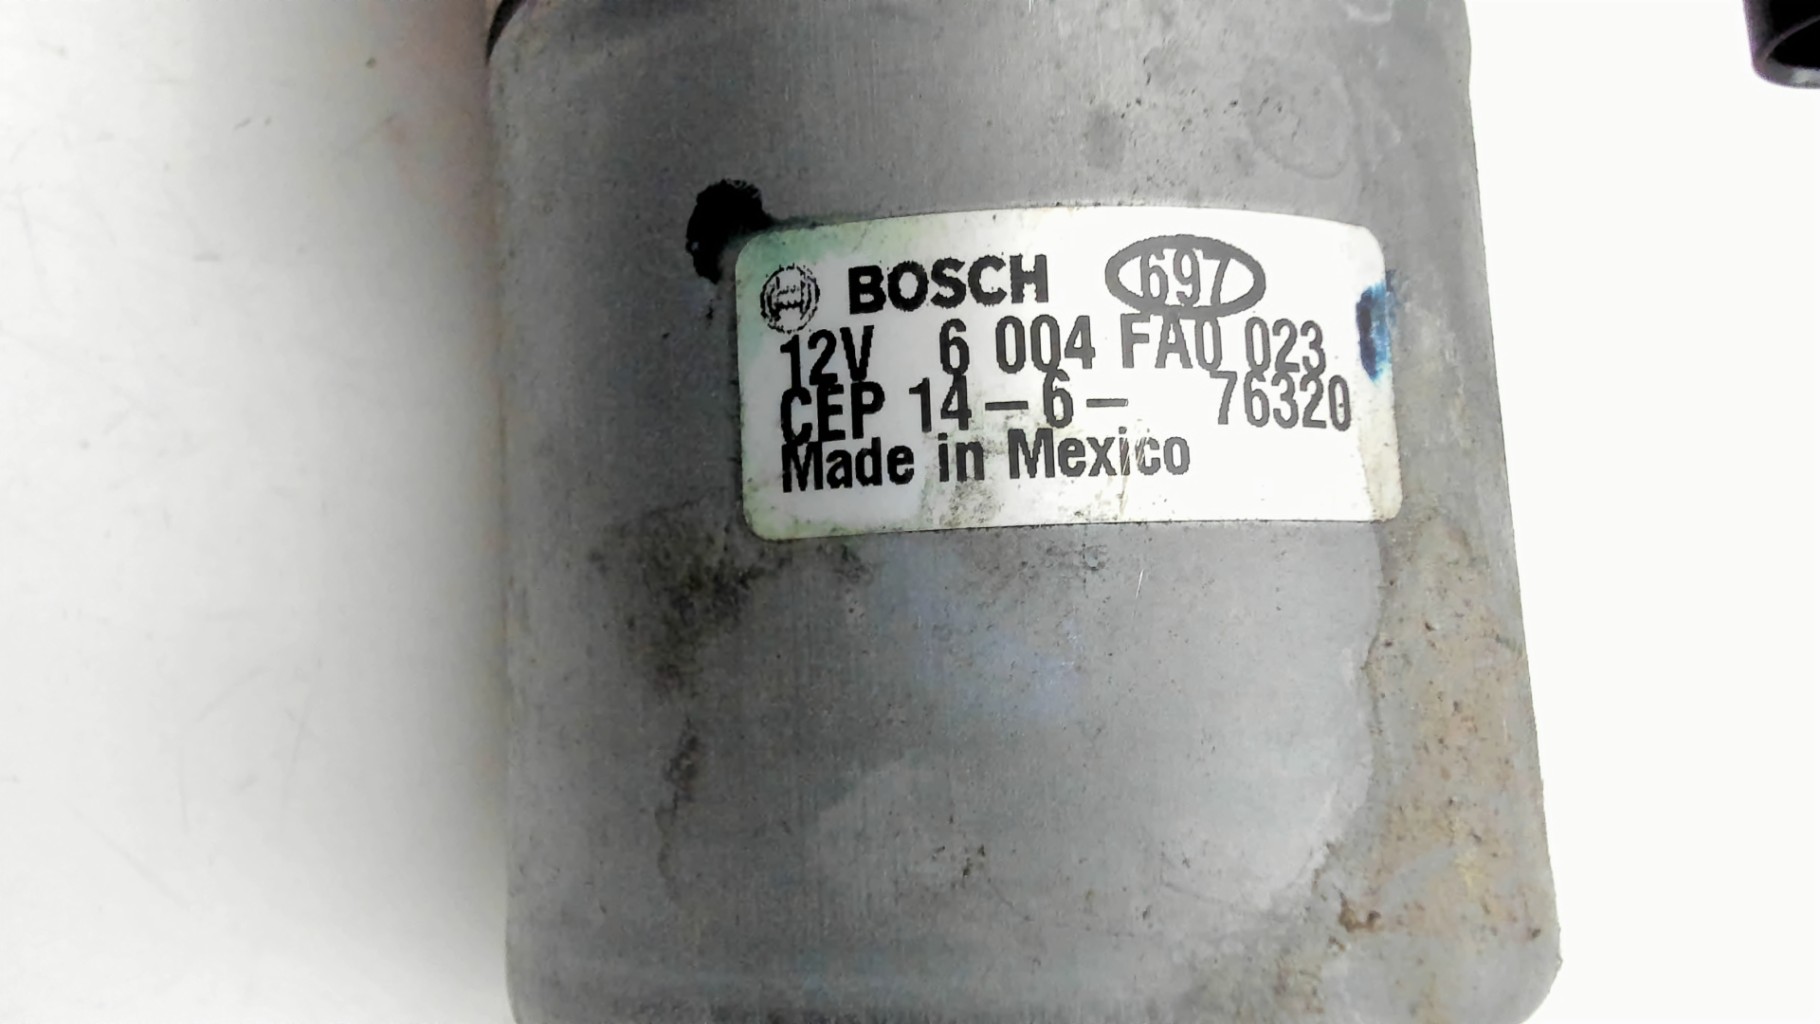 BOSCH 697
12V 6 004 FA0 023
CEP 14-6- 76320
Made in Mexico